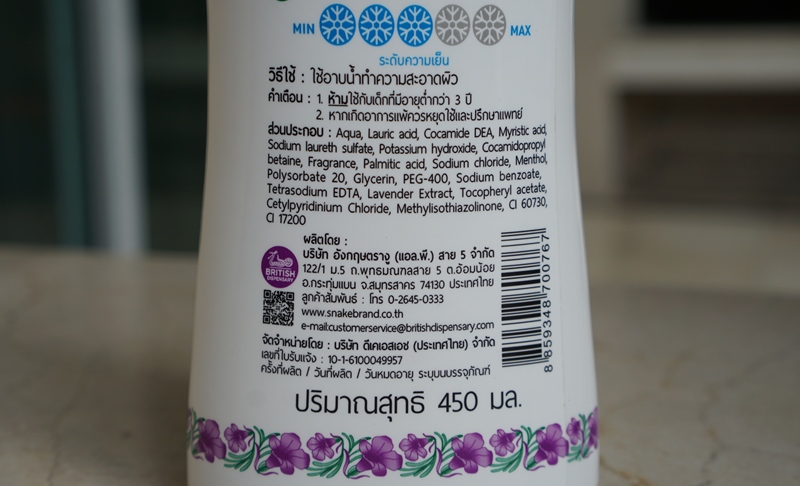 MIN MAX
ระดับความเย็น
วิธีใช้ : ใช้อาบน้ำทำความสะอาดผิว
คำเตือน : 1. ห้ามใช้กับเด็กที่มีอายุต่ำกว่า 3 ปี
2. หากเกิดอาการแพ้ควรหยุดใช้และปรึกษาแพทย์
ส่วนประกอบ : Aqua, Lauric acid, Cocamide DEA, Myristic acid,
Sodium laureth sulfate, Potassium hydroxide, Cocamidopropyl
betaine, Fragrance, Palmitic acid, Sodium chloride, Menthol,
Polysorbate 20, Glycerin, PEG-400, Sodium benzoate,
Tetrasodium EDTA, Lavender Extract, Tocopheryl acetate,
Cetylpyridinium Chloride, Methylisothiazolinone, CI 60730,
CI 17200
ผลิตโดย :
บริษัท อังกฤษตรางู (แอล.พี.) สาย 5 จำกัด
122/1 ม.5 ถ.พุทธมณฑลสาย 5 ต.อ้อมน้อย
อ.กระทุ่มแบน จ.สมุทรสาคร 74130 ประเทศไทย
ลูกค้าสัมพันธ์ : โทร 0-2645-0333
www.snakebrand.co.th
e-mail:customerservice@britishdispensary.com
BRITISH
DISPENSARY
จัดจำหน่ายโดย : บริษัท ดีเคเอสเอช (ประเทศไทย) จำกัด
เลขที่ใบรับแจ้ง : 10-1-6100049957
ครั้งที่ผลิต / วันที่ผลิต / วันหมดอายุ ระบุบนบรรจุภัณฑ์
8 859348 700767
ปริมาณสุทธิ 450 มล.